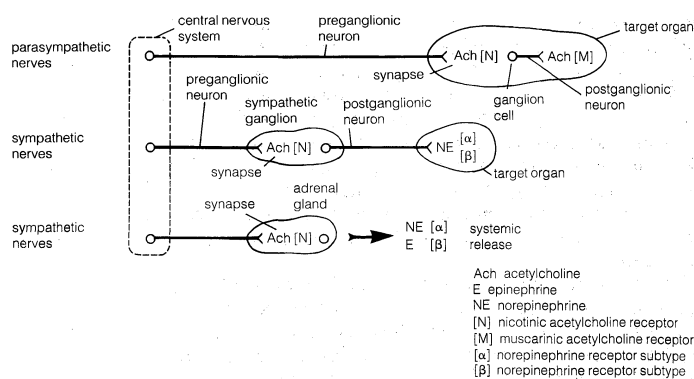 central nervous
system
preganglionic
neuron
target organ
parasympathetic
nerves
Ach [N]
Ach [M]
synapse
ganglion
cell
postganglionic
neuron
preganglionic
neuron
sympathetic
ganglion
postganglionic
neuron
sympathetic
nerves
Ach [N]
NE [α]
[β]
synapse
target organ
synapse
adrenal
gland
sympathetic
nerves
Ach [N]
NE [α] systemic
E [β] release
Ach acetylcholine
E epinephrine
NE norepinephrine
[N] nicotinic acetylcholine receptor
[M] muscarinic acetylcholine receptor
[α] norepinephrine receptor subtype
[β] norepinephrine receptor subtype